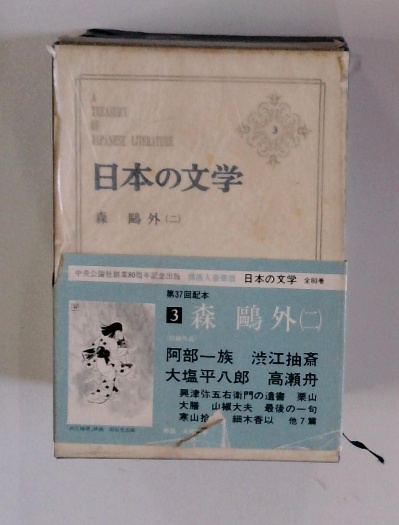 A
TREASURY
OF
JAPANESE LITERATURE
3
日本の文学
森 鷗外(二)
中央公論社創業80周年記念出版 日本の文学 全80巻
第37回配本
3 森 鷗外(二)
阿部一族 渋江抽斎
大塩平八郎 高瀬舟
興津弥五右衛門の遺書 栗山
大膳 山椒大夫 最後の一句
寒山拾 細木香以 他7篇